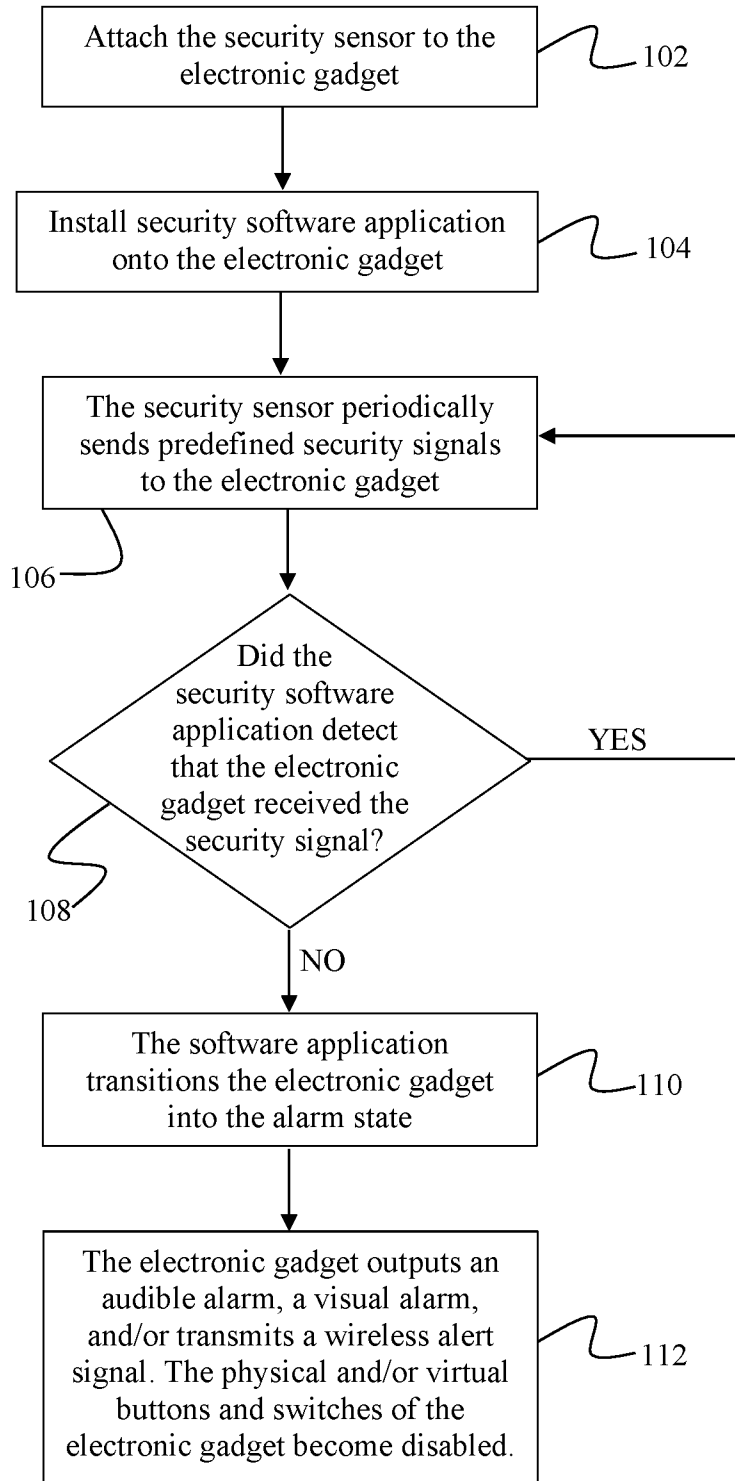 Attach the security sensor to the
electronic gadget
102
Install security software application
onto the electronic gadget
104
The security sensor periodically
sends predefined security signals
to the electronic gadget
106
Did the
security software
application detect
that the electronic
gadget received the
security signal?
YES
108
NO
The software application
transitions the electronic gadget
into the alarm state
110
The electronic gadget outputs an
audible alarm, a visual alarm,
and/or transmits a wireless alert
signal. The physical and/or virtual
buttons and switches of the
electronic gadget become disabled.
112